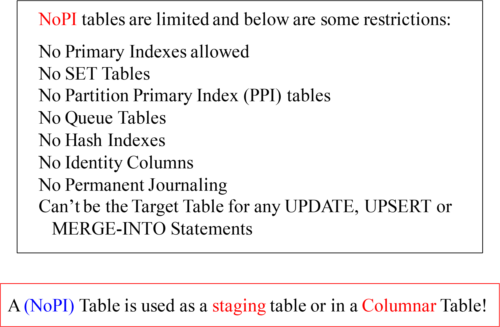 NoPI tables are limited and below are some restrictions:
No Primary Indexes allowed
No SET Tables
No Partition Primary Index (PPI) tables
No Queue Tables
No Hash Indexes
No Identity Columns
No Permanent Journaling
Can't be the Target Table for any UPDATE, UPSERT or
MERGE-INTO Statements
A (NoPI) Table is used as a staging table or in a Columnar Table!